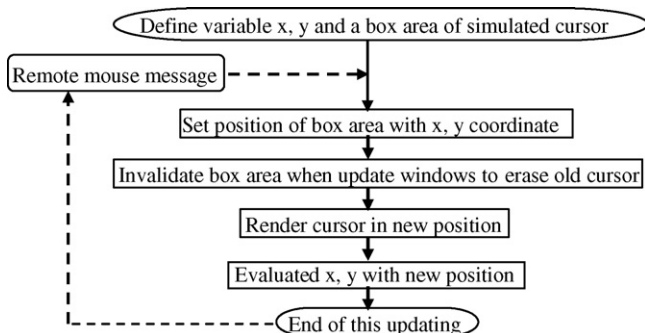 Define variable x, y and a box area of simulated cursor
Remote mouse message
Set position of box area with x, y coordinate
Invalidate box area when update windows to erase old cursor
Render cursor in new position
Evaluated x, y with new position
End of this updating